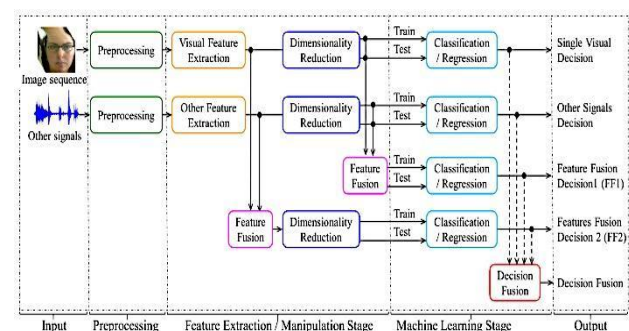 Train
Visual Feature
Extraction
Dimensionality
Reduction
Test
Classification
/ Regression
Single Visual
Decision
Preprocessing
Image sequence
Train
Other Feature
Extraction
Dimensionality
Reduction
Test
Classification
/ Regression
Other Signals
Decision
Preprocessing
Other signals
Feature
Fusion
Train
Test
Classification
/ Regression
Feature Fusion
Decision1 (FF1)
Feature
Fusion
Dimensionality
Reduction
Train
Test
Classification
/ Regression
Features Fusion
Decision 2 (FF2)
Decision
Fusion
Decision Fusion
Input
Preprocessing
Feature Extraction / Manipulation Stage
Machine Learning Stage
Output